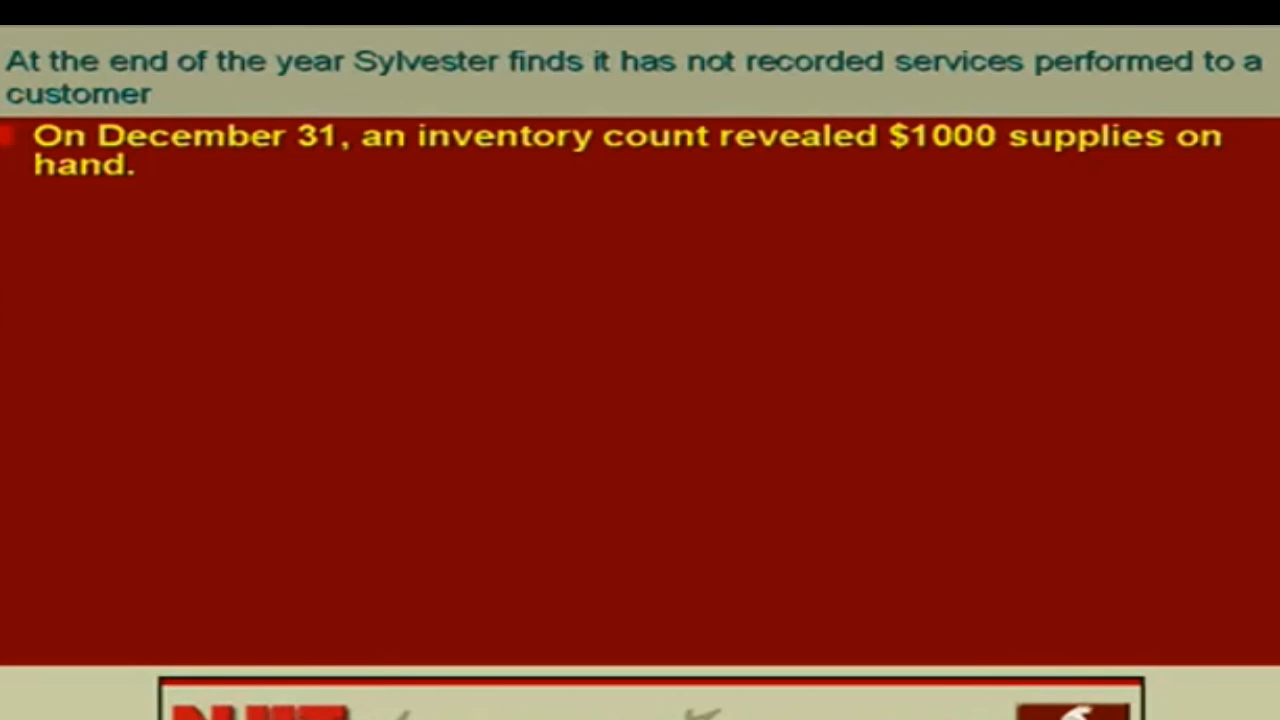 At the end of the year Sylvester finds it has not recorded services performed to a
customer
On December 31, an inventory count revealed $1000 supplies on
hand.